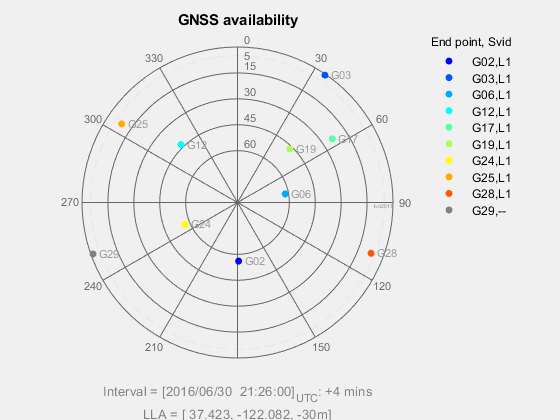 GNSS availability
0
5
15
30
45
60
30
60
90
120
150
210
240
270
300
330
G03
G25
G17
G12
G19
G06
G24
G02
G29
G28
End point, Svid
G02,L1
G03,L1
G06,L1
G12,L1
G17,L1
G19,L1
G24,L1
G25,L1
G28,L1
G29,--
Interval = [2016/06/30 21:26:00]UTC: +4 mins
LLA = [ 37.423, -122.082, -30m]